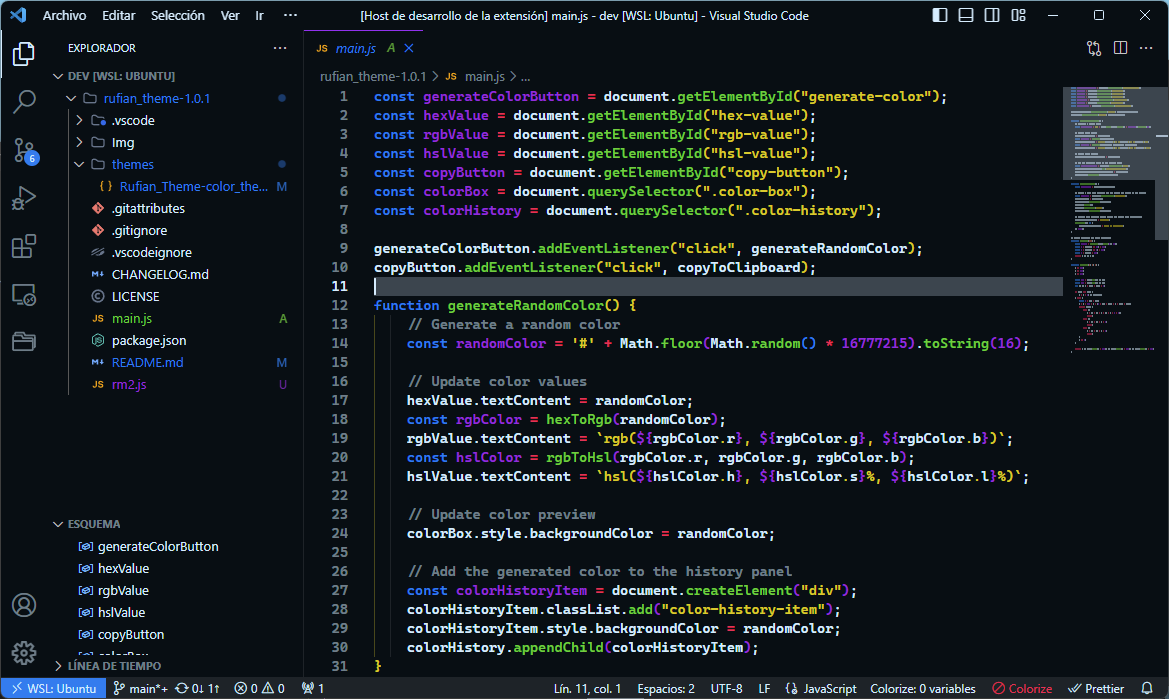 Archivo Editar Selección Ver Ir ··· [Host de desarrollo de la extensión] main.js - dev [WSL: Ubuntu] - Visual Studio Code
EXPLORADOR ···
DEV [WSL: UBUNTU]
rufian_theme-1.0.1
.vscode
Img
themes
{ } Rufian_Theme-color_the... M
.gitattributes
.gitignore
.vscodeignore
M↓ CHANGELOG.md
LICENSE
JS main.js A
package.json
M↓ README.md M
JS rm2.js U
6
ESQUEMA
generateColorButton
hexValue
rgbValue
hslValue
copyButton
colorBox
LÍNEA DE TIEMPO
JS main.js A
rufian_theme-1.0.1 > JS main.js > ...
1 const generateColorButton = document.getElementById("generate-color");
2 const hexValue = document.getElementById("hex-value");
3 const rgbValue = document.getElementById("rgb-value");
4 const hslValue = document.getElementById("hsl-value");
5 const copyButton = document.getElementById("copy-button");
6 const colorBox = document.querySelector(".color-box");
7 const colorHistory = document.querySelector(".color-history");
8
9 generateColorButton.addEventListener("click", generateRandomColor);
10 copyButton.addEventListener("click", copyToClipboard);
11
12 function generateRandomColor() {
13 // Generate a random color
14 const randomColor = '#' + Math.floor(Math.random() * 16777215).toString(16);
15
16 // Update color values
17 hexValue.textContent = randomColor;
18 const rgbColor = hexToRgb(randomColor);
19 rgbValue.textContent = `rgb(${rgbColor.r}, ${rgbColor.g}, ${rgbColor.b})`;
20 const hslColor = rgbToHsl(rgbColor.r, rgbColor.g, rgbColor.b);
21 hslValue.textContent = `hsl(${hslColor.h}, ${hslColor.s}%, ${hslColor.l}%)`;
22
23 // Update color preview
24 colorBox.style.backgroundColor = randomColor;
25
26 // Add the generated color to the history panel
27 const colorHistoryItem = document.createElement("div");
28 colorHistoryItem.classList.add("color-history-item");
29 colorHistoryItem.style.backgroundColor = randomColor;
30 colorHistory.appendChild(colorHistoryItem);
31 }
WSL: Ubuntu main*+ 0↓ 1↑ 0 0 1 Lín. 11, col. 1 Espacios: 2 UTF-8 LF JavaScript Colorize: 0 variables Colorize Prettier